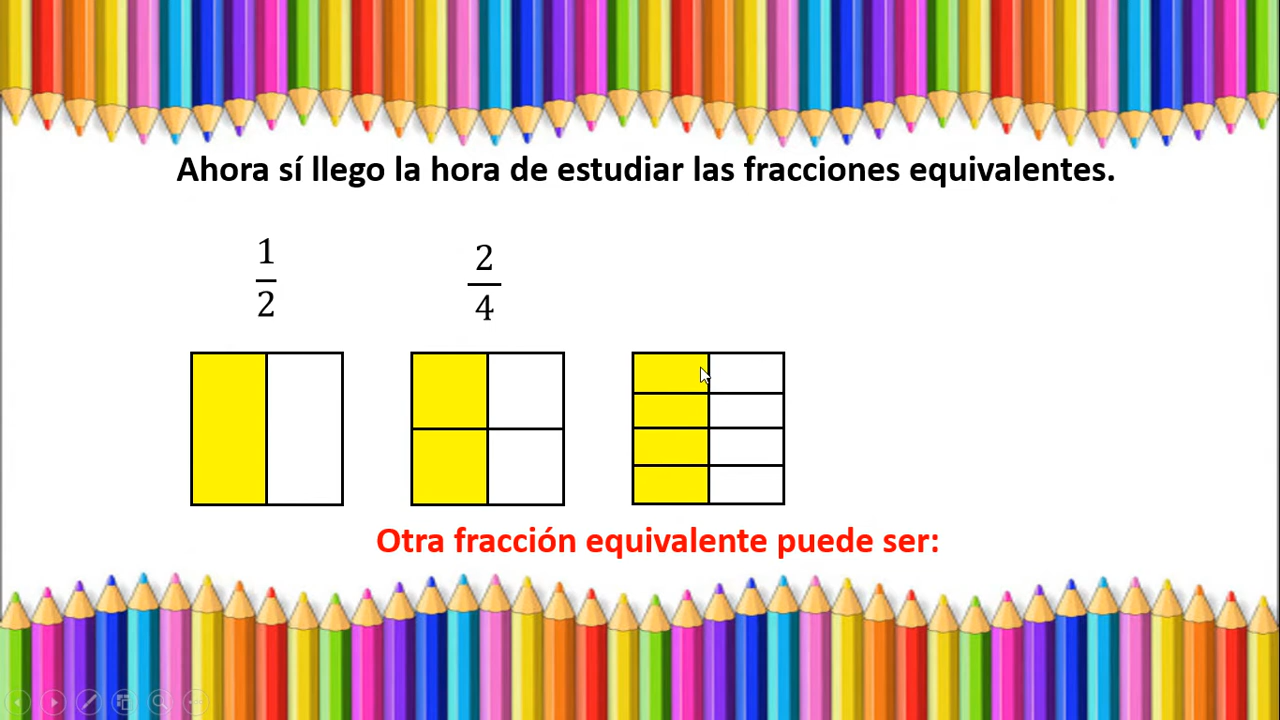 Ahora sí llego la hora de estudiar las fracciones equivalentes.
1/2 2/4
Otra fracción equivalente puede ser: